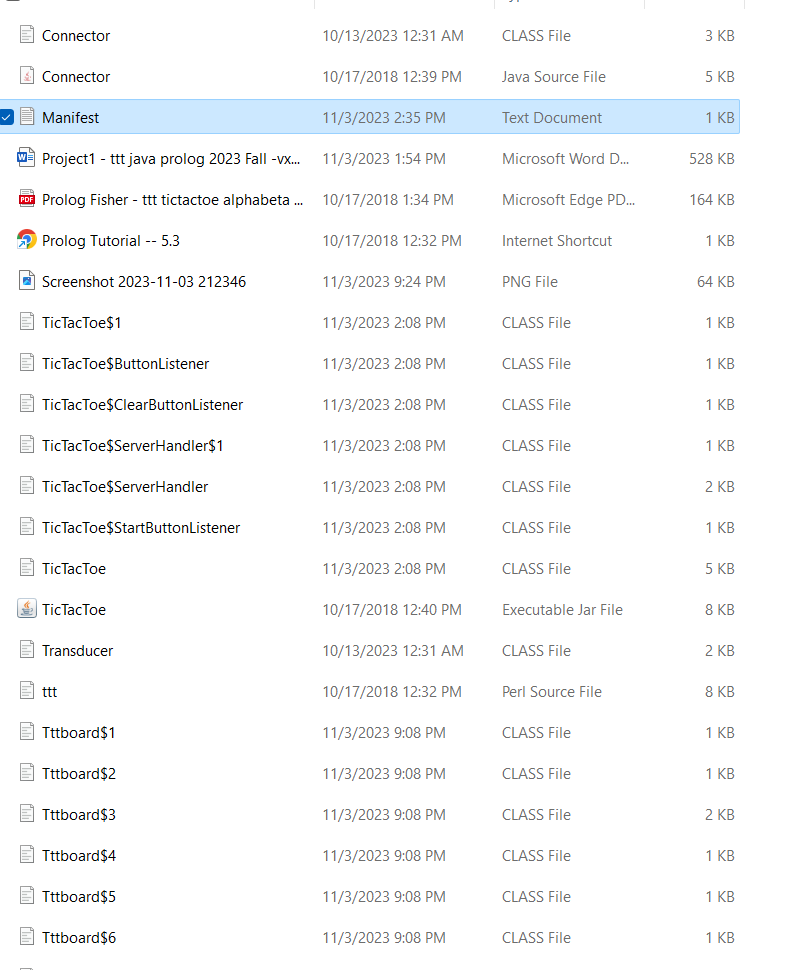 Connector 10/13/2023 12:31 AM CLASS File 3 KB
Connector 10/17/2018 12:39 PM Java Source File 5 KB
Manifest 11/3/2023 2:35 PM Text Document 1 KB
Project1 - ttt java prolog 2023 Fall -vx... 11/3/2023 1:54 PM Microsoft Word D... 528 KB
PDF Prolog Fisher - ttt tictactoe alphabeta ... 10/17/2018 1:34 PM Microsoft Edge PD... 164 KB
Prolog Tutorial -- 5.3 10/17/2018 12:32 PM Internet Shortcut 1 KB
Screenshot 2023-11-03 212346 11/3/2023 9:24 PM PNG File 64 KB
TicTacToe$1 11/3/2023 2:08 PM CLASS File 1 KB
TicTacToe$ButtonListener 11/3/2023 2:08 PM CLASS File 1 KB
TicTacToe$ClearButtonListener 11/3/2023 2:08 PM CLASS File 1 KB
TicTacToe$ServerHandler$1 11/3/2023 2:08 PM CLASS File 1 KB
TicTacToe$ServerHandler 11/3/2023 2:08 PM CLASS File 2 KB
TicTacToe$StartButtonListener 11/3/2023 2:08 PM CLASS File 1 KB
TicTacToe 11/3/2023 2:08 PM CLASS File 5 KB
TicTacToe 10/17/2018 12:40 PM Executable Jar File 8 KB
Transducer 10/13/2023 12:31 AM CLASS File 2 KB
ttt 10/17/2018 12:32 PM Perl Source File 8 KB
Tttboard$1 11/3/2023 9:08 PM CLASS File 1 KB
Tttboard$2 11/3/2023 9:08 PM CLASS File 1 KB
Tttboard$3 11/3/2023 9:08 PM CLASS File 2 KB
Tttboard$4 11/3/2023 9:08 PM CLASS File 1 KB
Tttboard$5 11/3/2023 9:08 PM CLASS File 1 KB
Tttboard$6 11/3/2023 9:08 PM CLASS File 1 KB